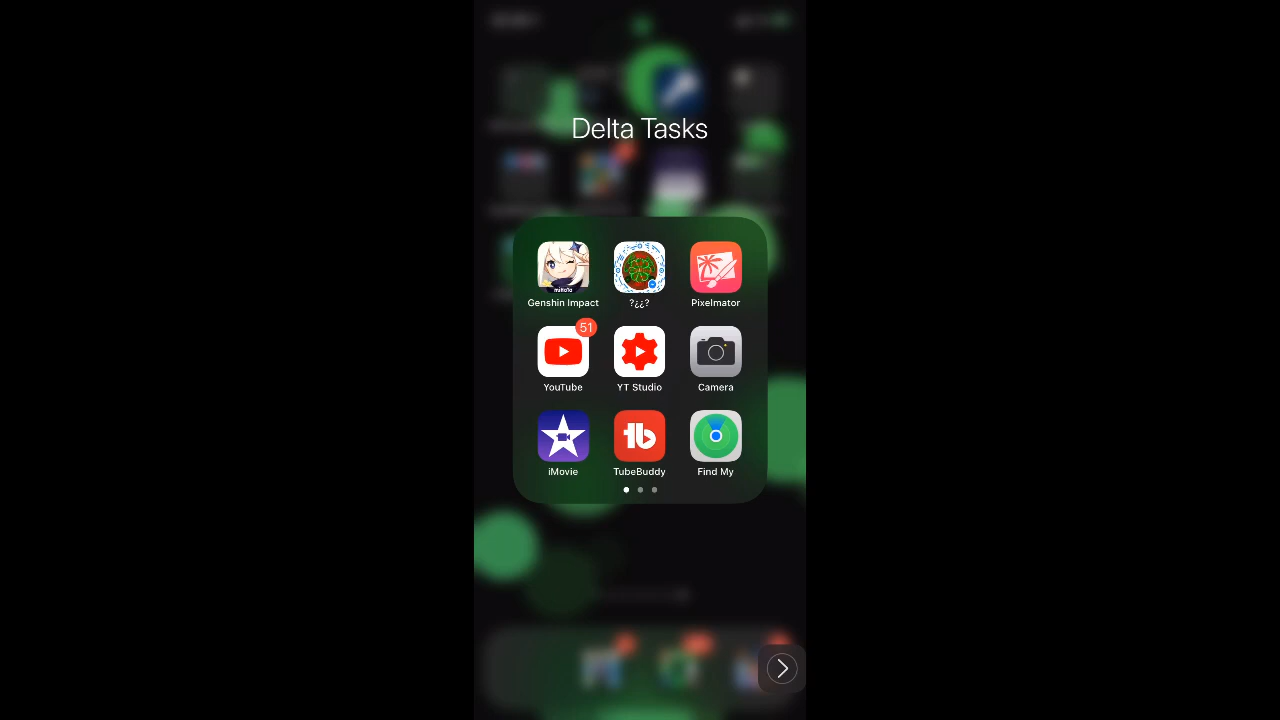 Delta Tasks
Genshin Impact
?¿¿?
Pixelmator
51
YouTube
YT Studio
Camera
iMovie
TubeBuddy
Find My